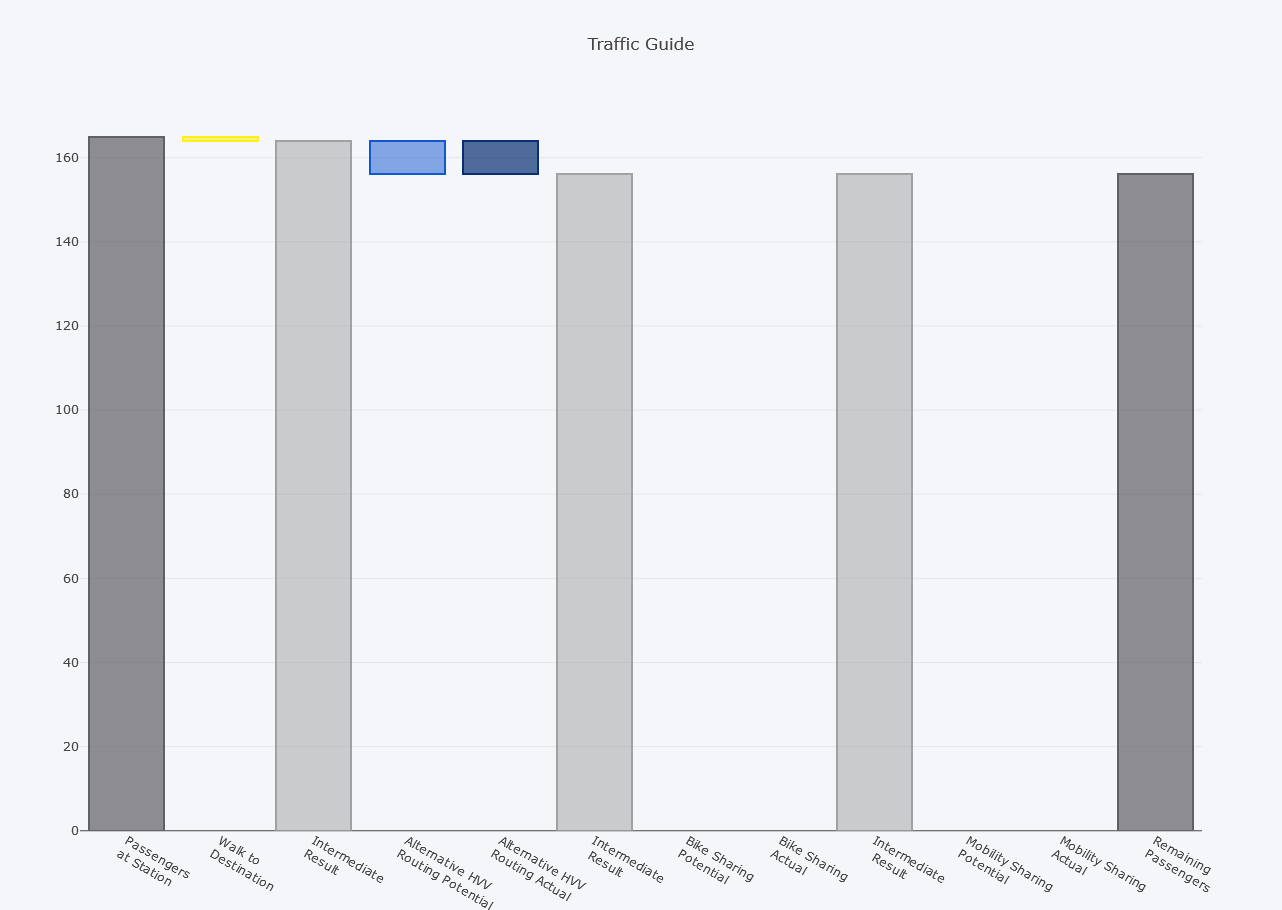 Traffic Guide
160
140
120
100
80
60
40
20
0
Passengers
at Station
Walk to
Destination
Intermediate
Result
Alternative HVV
Routing Potential
Alternative HVV
Routing Actual
Intermediate
Result
Bike Sharing
Potential
Bike Sharing
Actual
Intermediate
Result
Mobility Sharing
Potential
Mobility Sharing
Actual
Remaining
Passengers